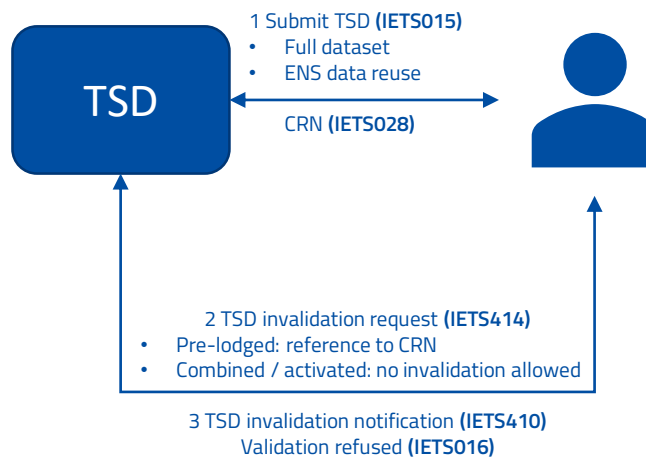 1 Submit TSD (IETS015)
• Full dataset
• ENS data reuse
TSD
CRN (IETS028)
2 TSD invalidation request (IETS414)
• Pre-lodged: reference to CRN
• Combined / activated: no invalidation allowed
3 TSD invalidation notification (IETS410)
Validation refused (IETS016)